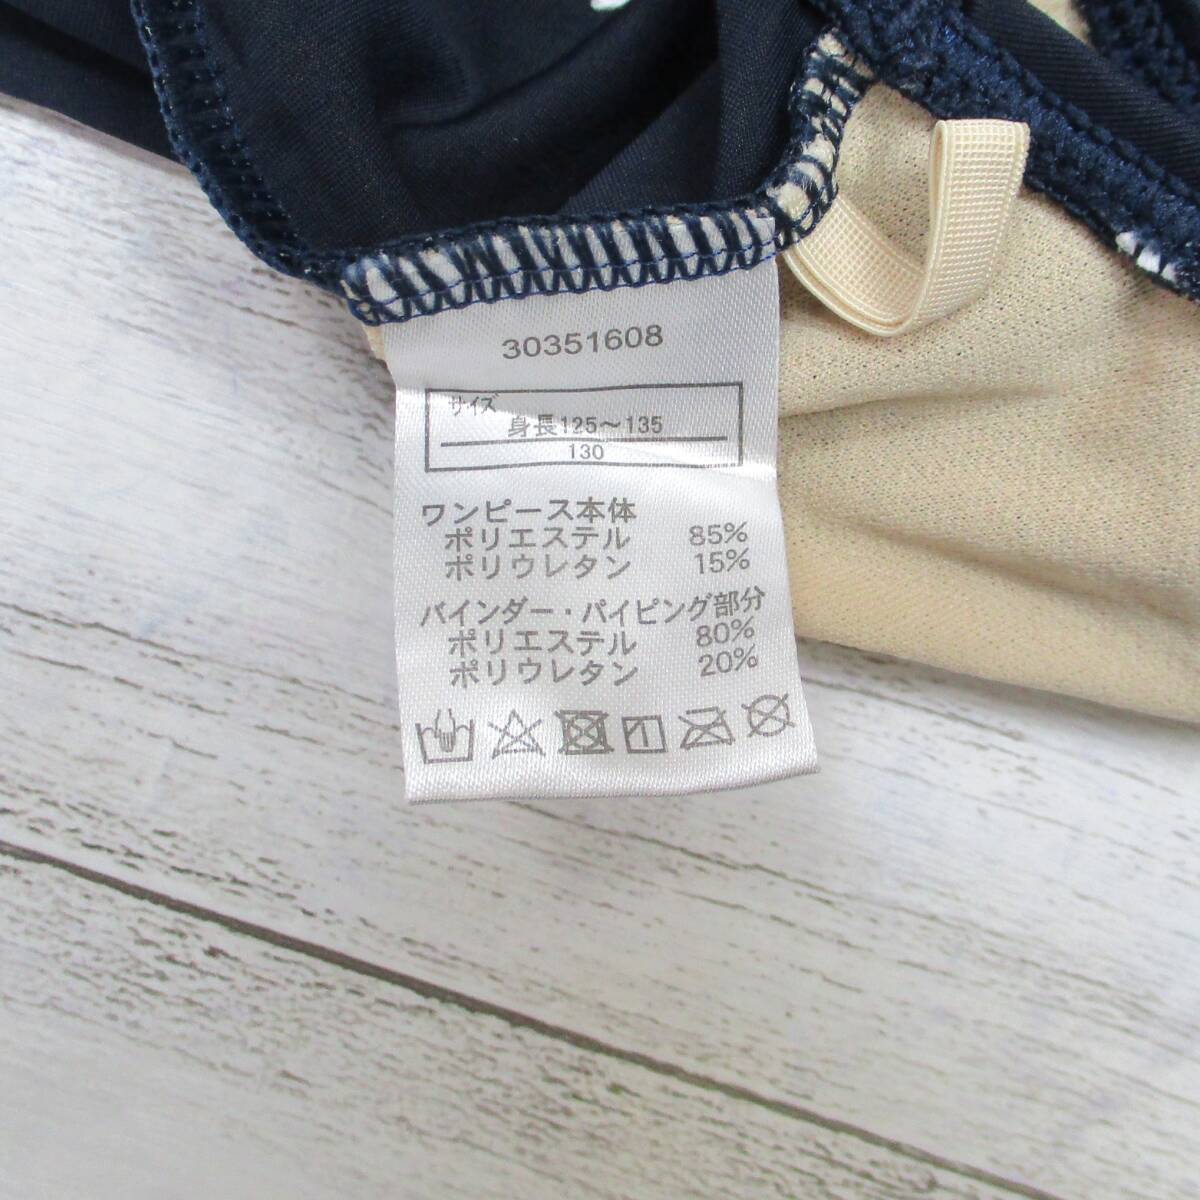 30351608
サイズ
身長125～135
130
ワンピース本体
ポリエステル 85%
ポリウレタン 15%
バインダー・パイピング部分
ポリエステル 80%
ポリウレタン 20%